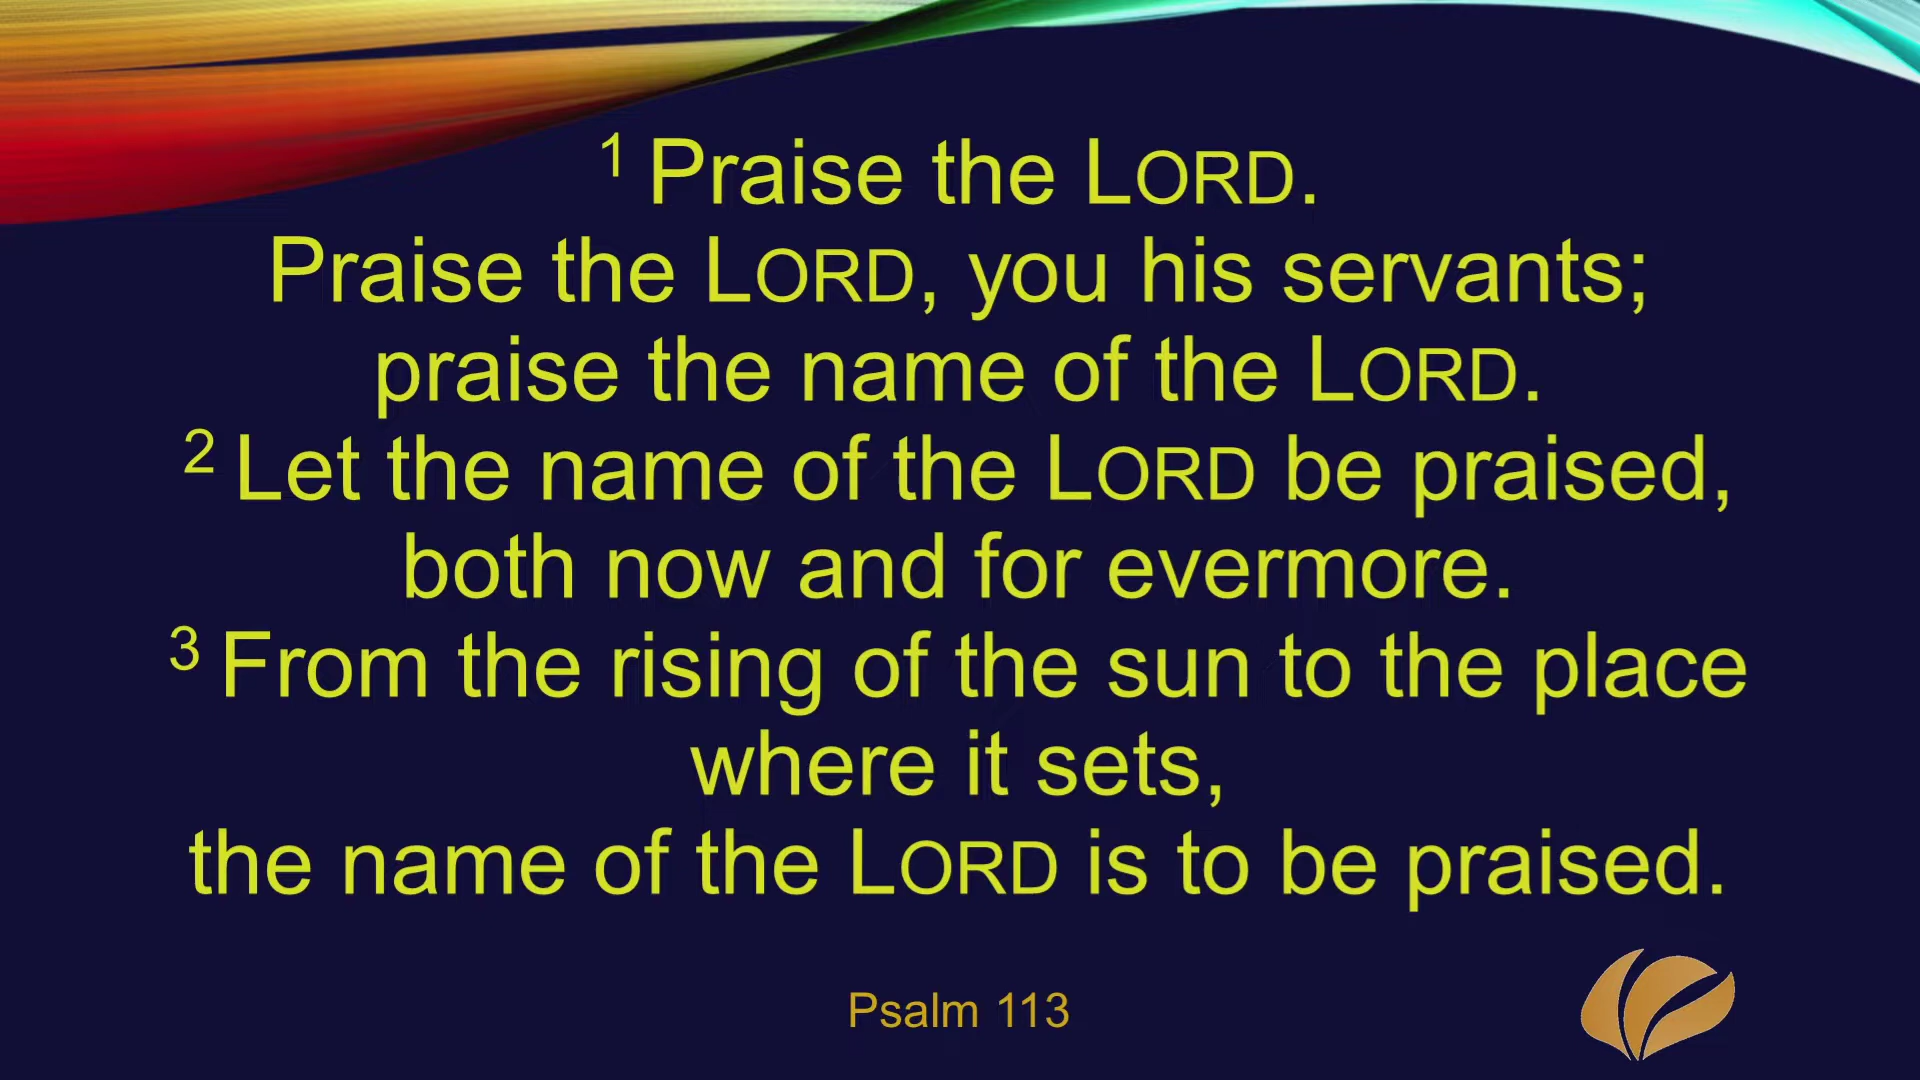 1 Praise the LORD.
Praise the LORD, you his servants;
praise the name of the LORD.
2 Let the name of the LORD be praised,
both now and for evermore.
3 From the rising of the sun to the place
where it sets,
the name of the LORD is to be praised.
Psalm 113